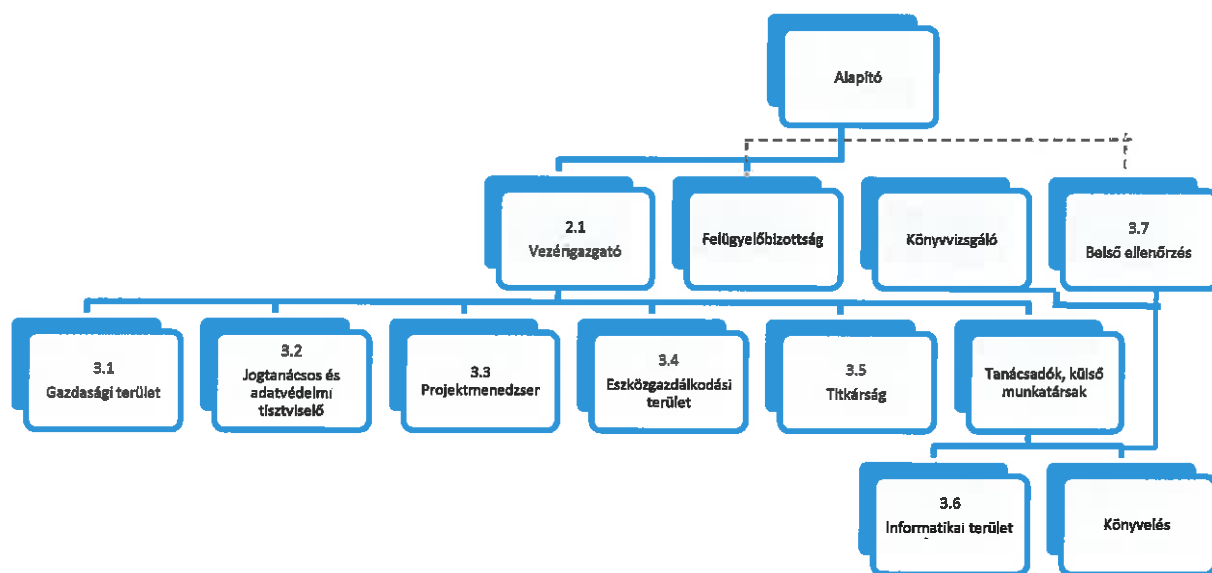 Alapító
2.1
Vezérigazgató
Felügyelőbizottság
Könyvvizsgáló
3.7
Belső ellenőrzés
3.1
Gazdasági terület
3.2
Jogtanácsos és
adatvédelmi
tisztviselő
3.3
Projektmenedzser
3.4
Eszközgazdálkodási
terület
3.5
Titkárság
Tanácsadók, külső
munkatársak
3.6
Informatikai terület
Könyvelés